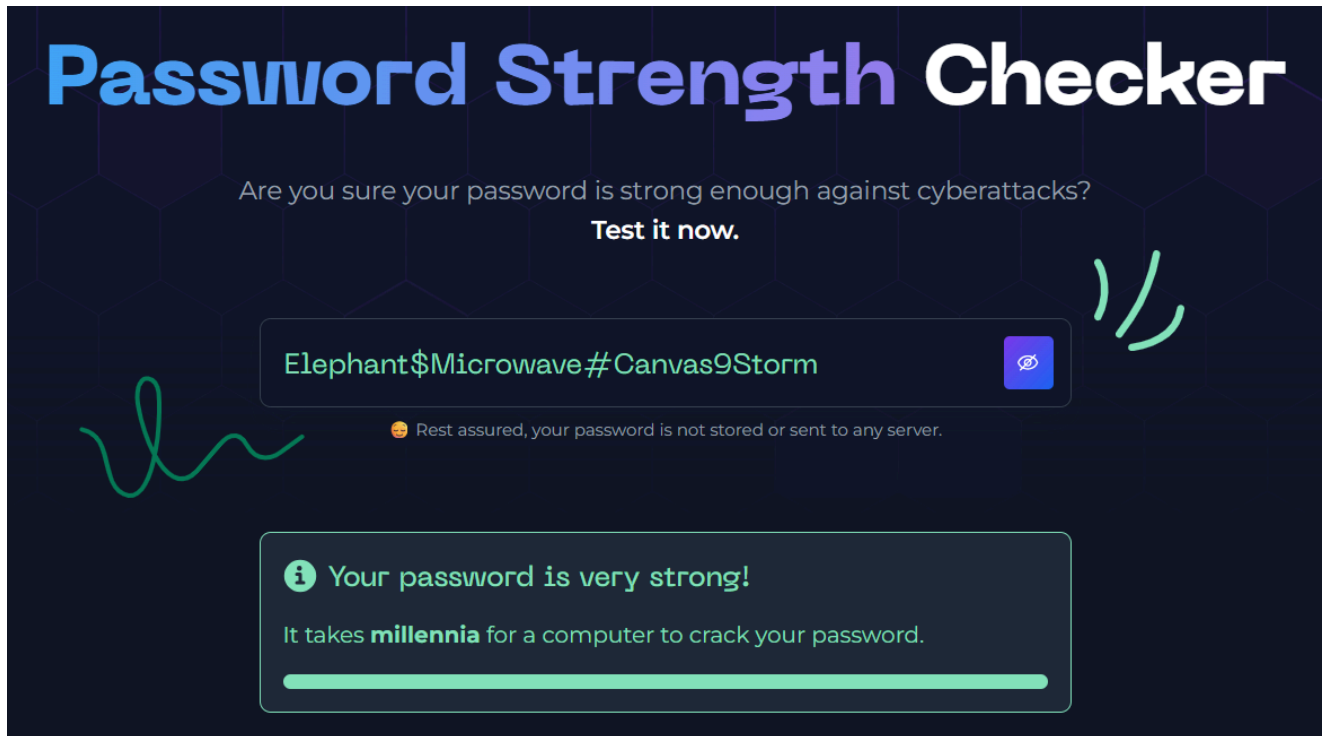 Password Strength Checker
Are you sure your password is strong enough against cyberattacks?
Test it now.
Elephant$Microwave#Canvas9Storm
😅 Rest assured, your password is not stored or sent to any server.
Your password is very strong!
It takes millennia for a computer to crack your password.